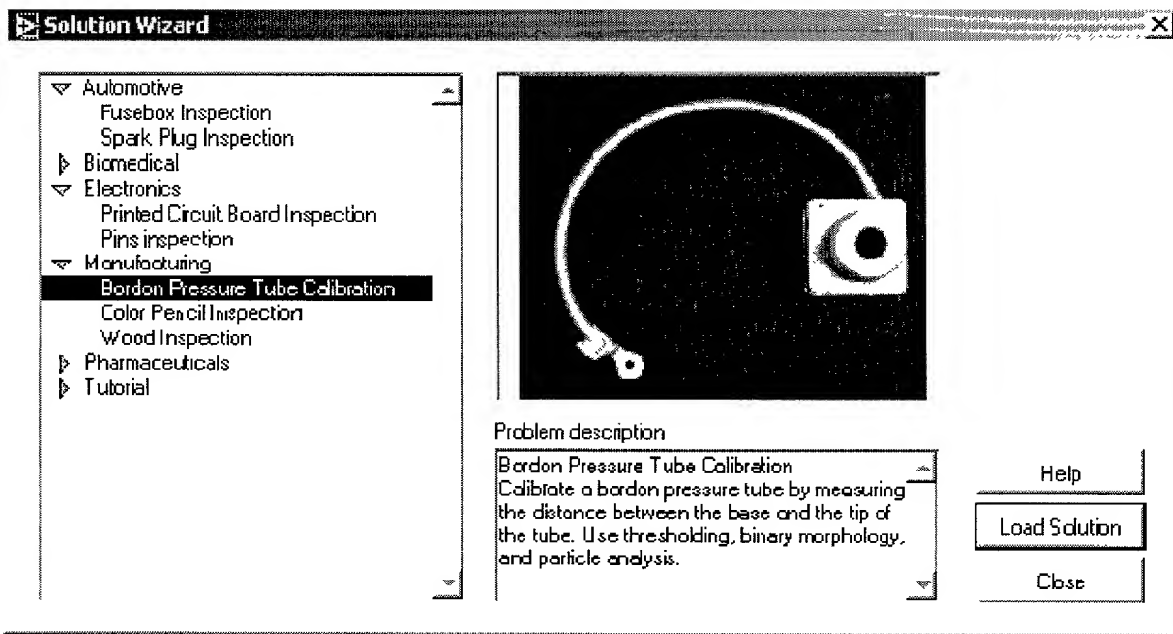 Solution Wizard
Automotive
Fusebox Inspection
Spark Plug Inspection
Biomedical
Electronics
Printed Circuit Board Inspection
Pins inspection
Manufacturing
Bordon Pressure Tube Calibration
Color Pencil Inspection
Wood Inspection
Pharmaceuticals
Tutorial
Problem description
Bordon Pressure Tube Calibration
Calibrate a bordon pressure tube by measuring
the distance between the base and the tip of
the tube. Use thresholding, binary morphology,
and particle analysis.
Help
Load Solution
Close